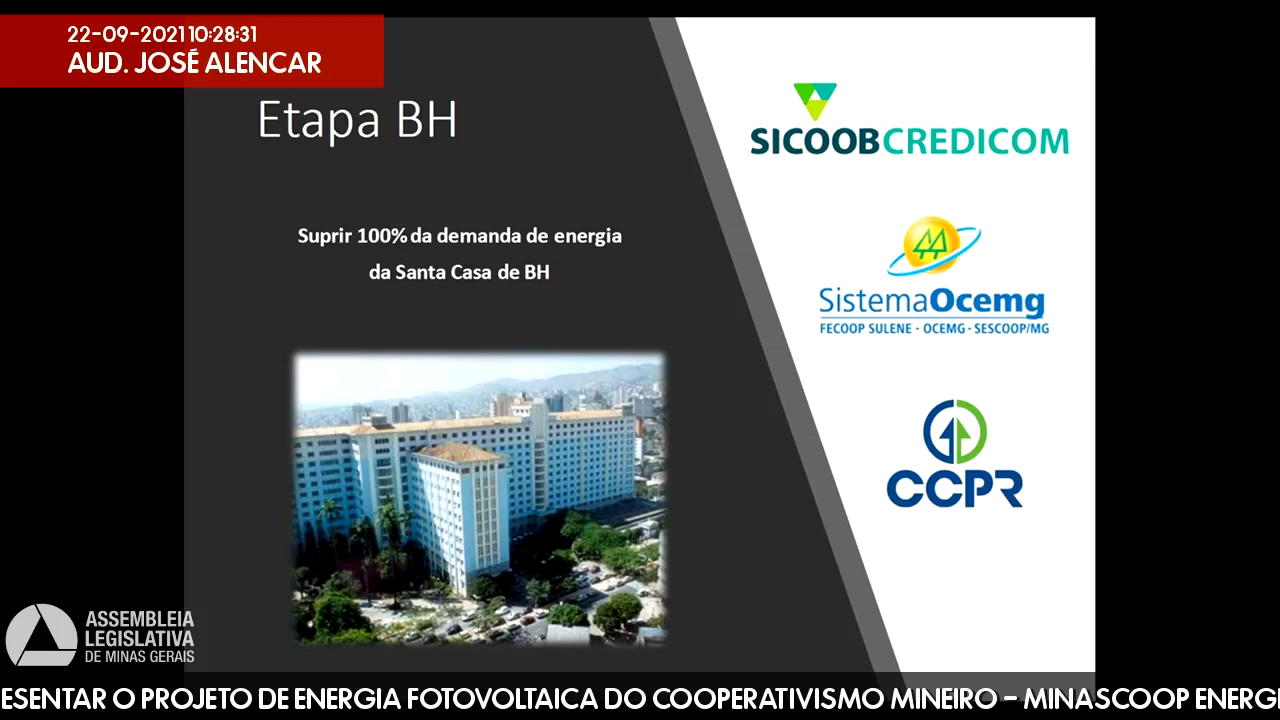 22-09-2021 10:28:31
AUD. JOSÉ ALENCAR
Etapa BH
Suprir 100% da demanda de energia
da Santa Casa de BH
SICOOBCREDICOM
SistemaOcemg
FECOOP SULENE - OCEMG - SESCOOP/MG
CCPR
ASSEMBLEIA
LEGISLATIVA
DE MINAS GERAIS
ESENTAR O PROJETO DE ENERGIA FOTOVOLTAICA DO COOPERATIVISMO MINEIRO - MINASCOOP ENERG